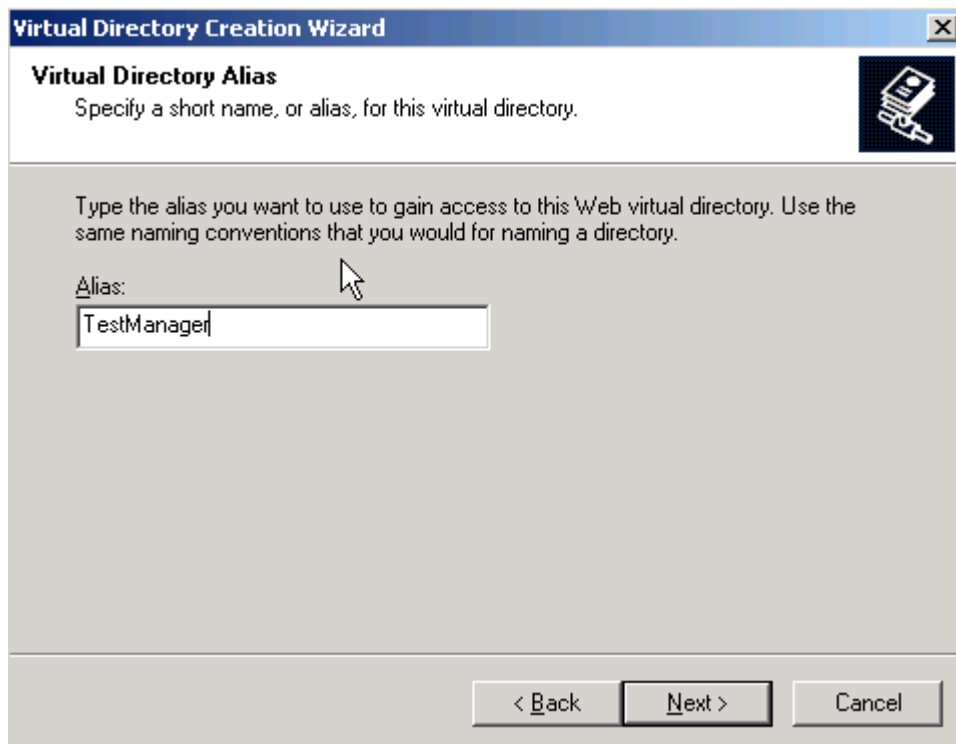 Virtual Directory Creation Wizard
Virtual Directory Alias
Specify a short name, or alias, for this virtual directory.
Type the alias you want to use to gain access to this Web virtual directory. Use the
same naming conventions that you would for naming a directory.
Alias:
TestManager
< Back Next > Cancel